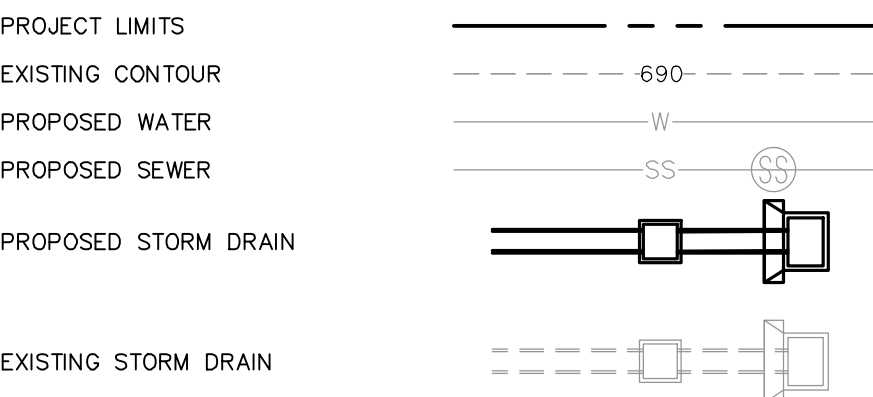 PROJECT LIMITS
EXISTING CONTOUR 690
PROPOSED WATER W
PROPOSED SEWER SS SS
PROPOSED STORM DRAIN
EXISTING STORM DRAIN